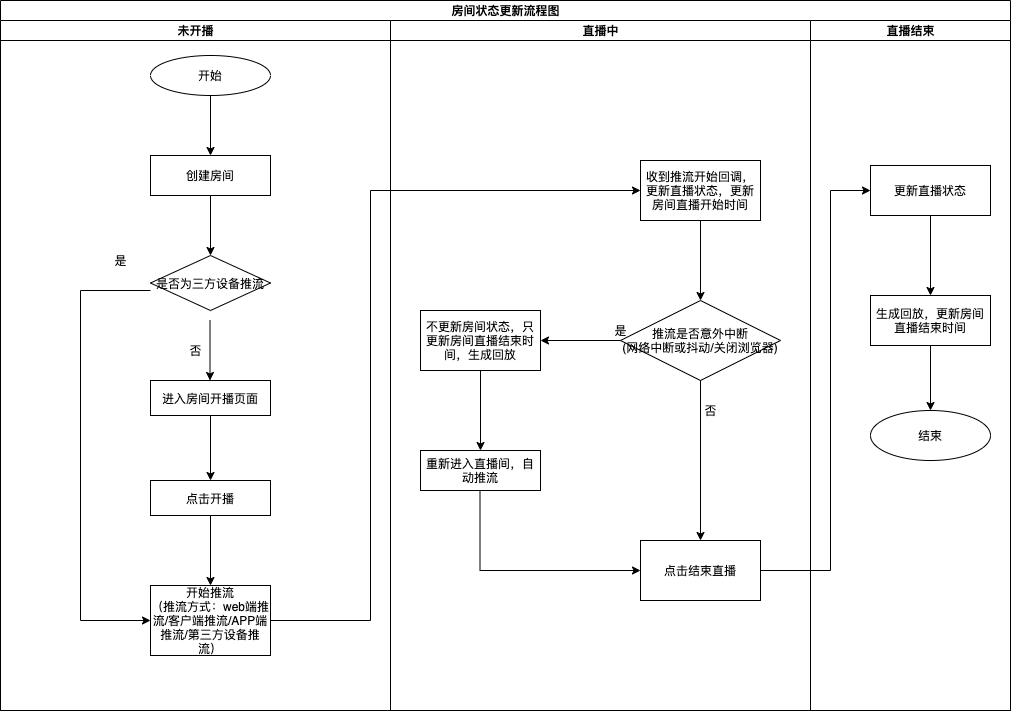 房间状态更新流程图
未开播
直播中
直播结束
开始
创建房间
是
是否为三方设备推流
否
进入房间开播页面
点击开播
开始推流
（推流方式：web端推
流/客户端推流/APP端
推流/第三方设备推
流）
收到推流开始回调，
更新直播状态，更新
房间直播开始时间
推流是否意外中断
(网络中断或抖动/关闭浏览器)
是
不更新房间状态，只
更新房间直播结束时
间，生成回放
重新进入直播间，自
动推流
否
点击结束直播
更新直播状态
生成回放，更新房间
直播结束时间
结束